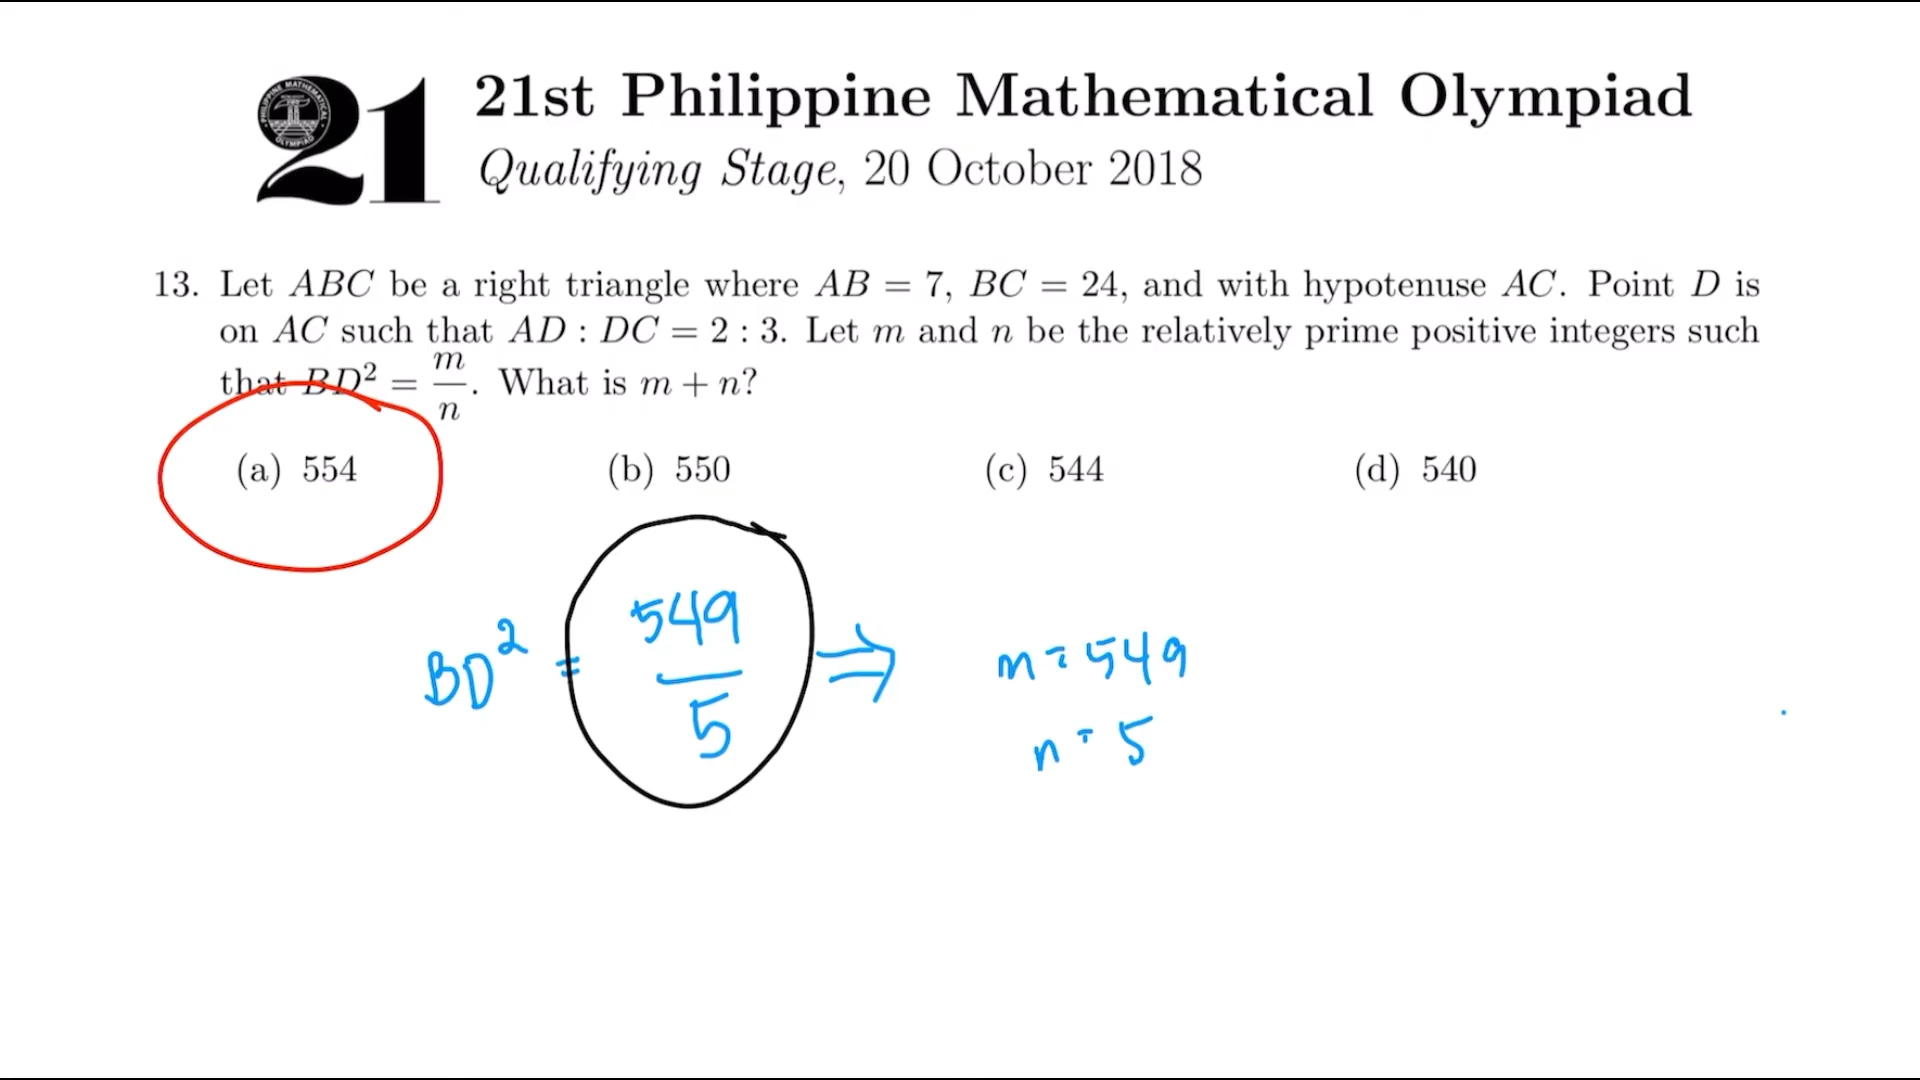 PHILIPPINE MATHEMATICAL
OLYMPIAD
21
21st Philippine Mathematical Olympiad
Qualifying Stage, 20 October 2018
13. Let ABC be a right triangle where AB = 7, BC = 24, and with hypotenuse AC. Point D is
on AC such that AD : DC = 2 : 3. Let m and n be the relatively prime positive integers such
that BD² = m/n. What is m + n?
(a) 554 (b) 550 (c) 544 (d) 540
BD² = 549/5 ⇒ m = 549
n = 5